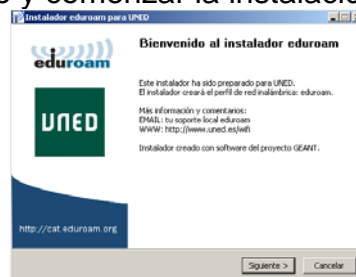 o y comenzar la instalació
Instalador eduroam para UNED
eduroam
UNED
http://cat.eduroam.org
Bienvenido al instalador eduroam
Este instalador ha sido preparado para UNED.
El instalador creará el perfil de red inalámbrica: eduroam.
Más información y comentarios:
EMAIL: tu soporte local eduroam
WWW: http://www.uned.es/wifi
Instalador creado con software del proyecto GEANT.
Siguiente >
Cancelar